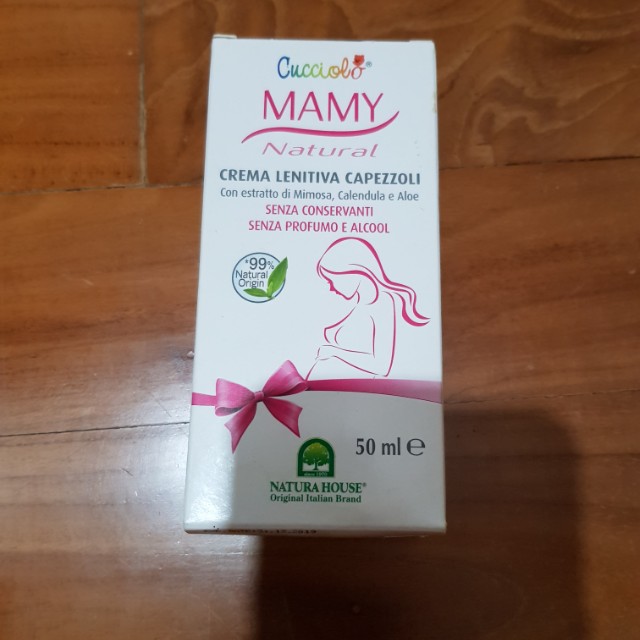 Cucciolo®
MAMY
Natural
CREMA LENITIVA CAPEZZOLI
Con estratto di Mimosa, Calendula e Aloe
SENZA CONSERVANTI
SENZA PROFUMO E ALCOOL
+99%
Natural
Origin
50 ml ℮
NATURA HOUSE®
Original Italian Brand